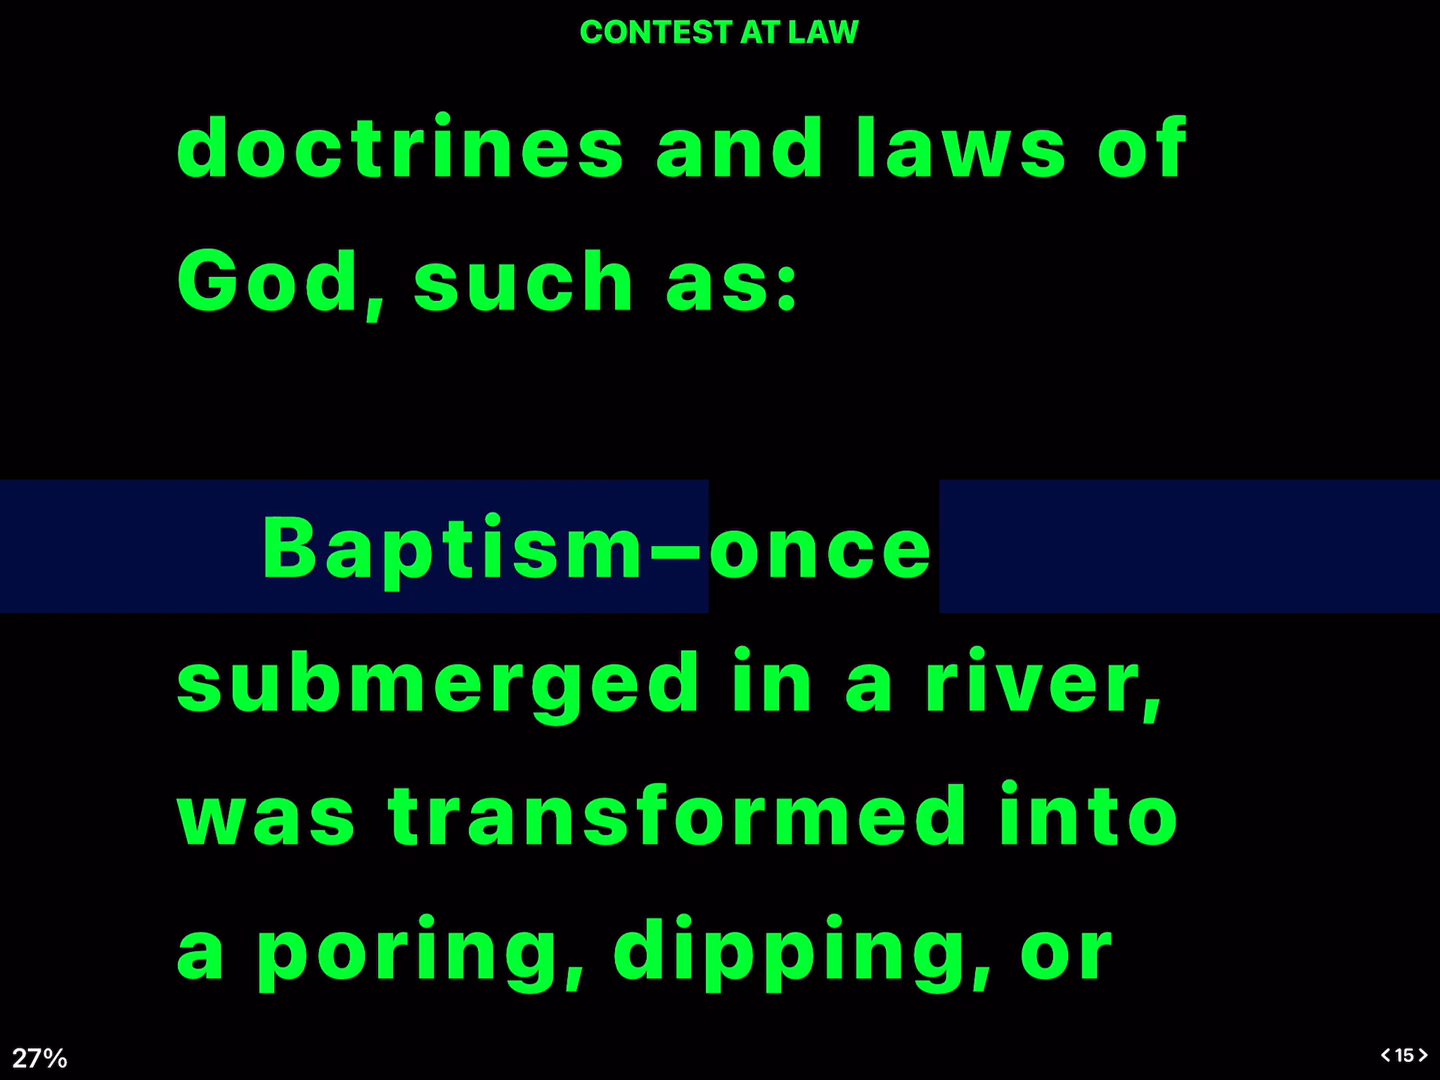 CONTEST AT LAW
doctrines and laws of
God, such as:
Baptism—once
submerged in a river,
was transformed into
a poring, dipping, or
27%
<15>